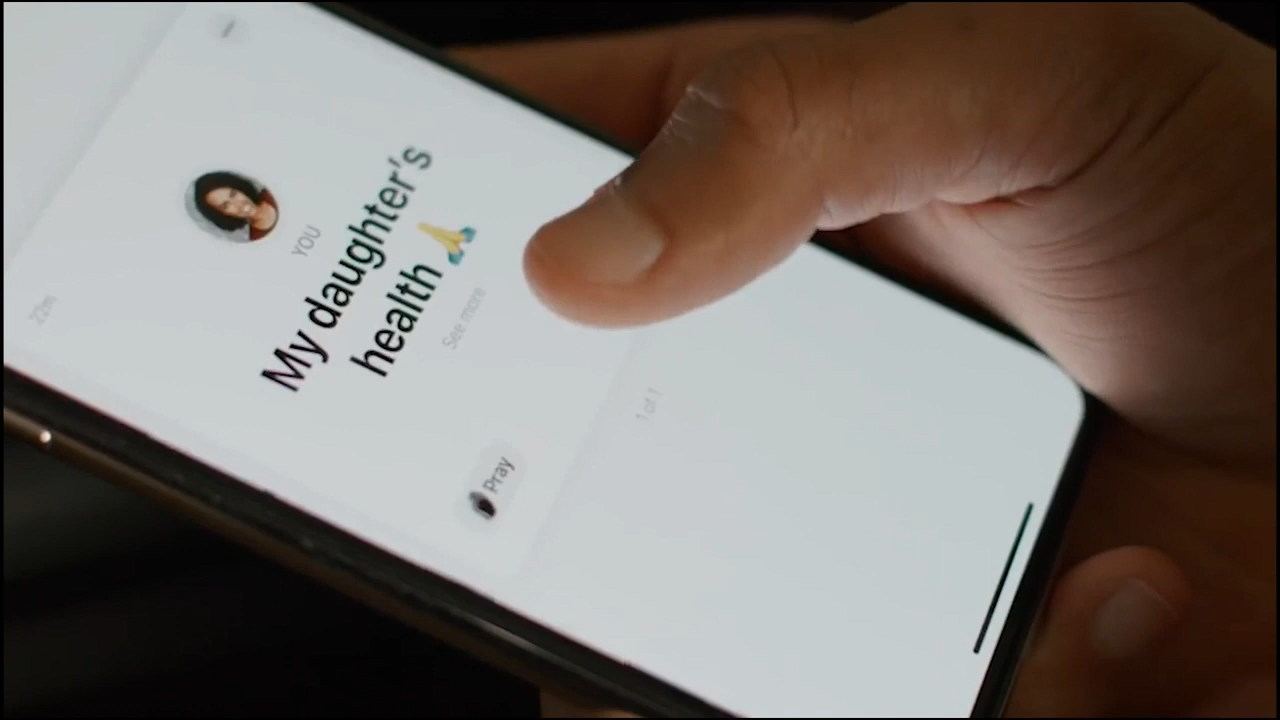 YOU
My daughter's
health 🙏
See more
22m
Pray
1 of 1